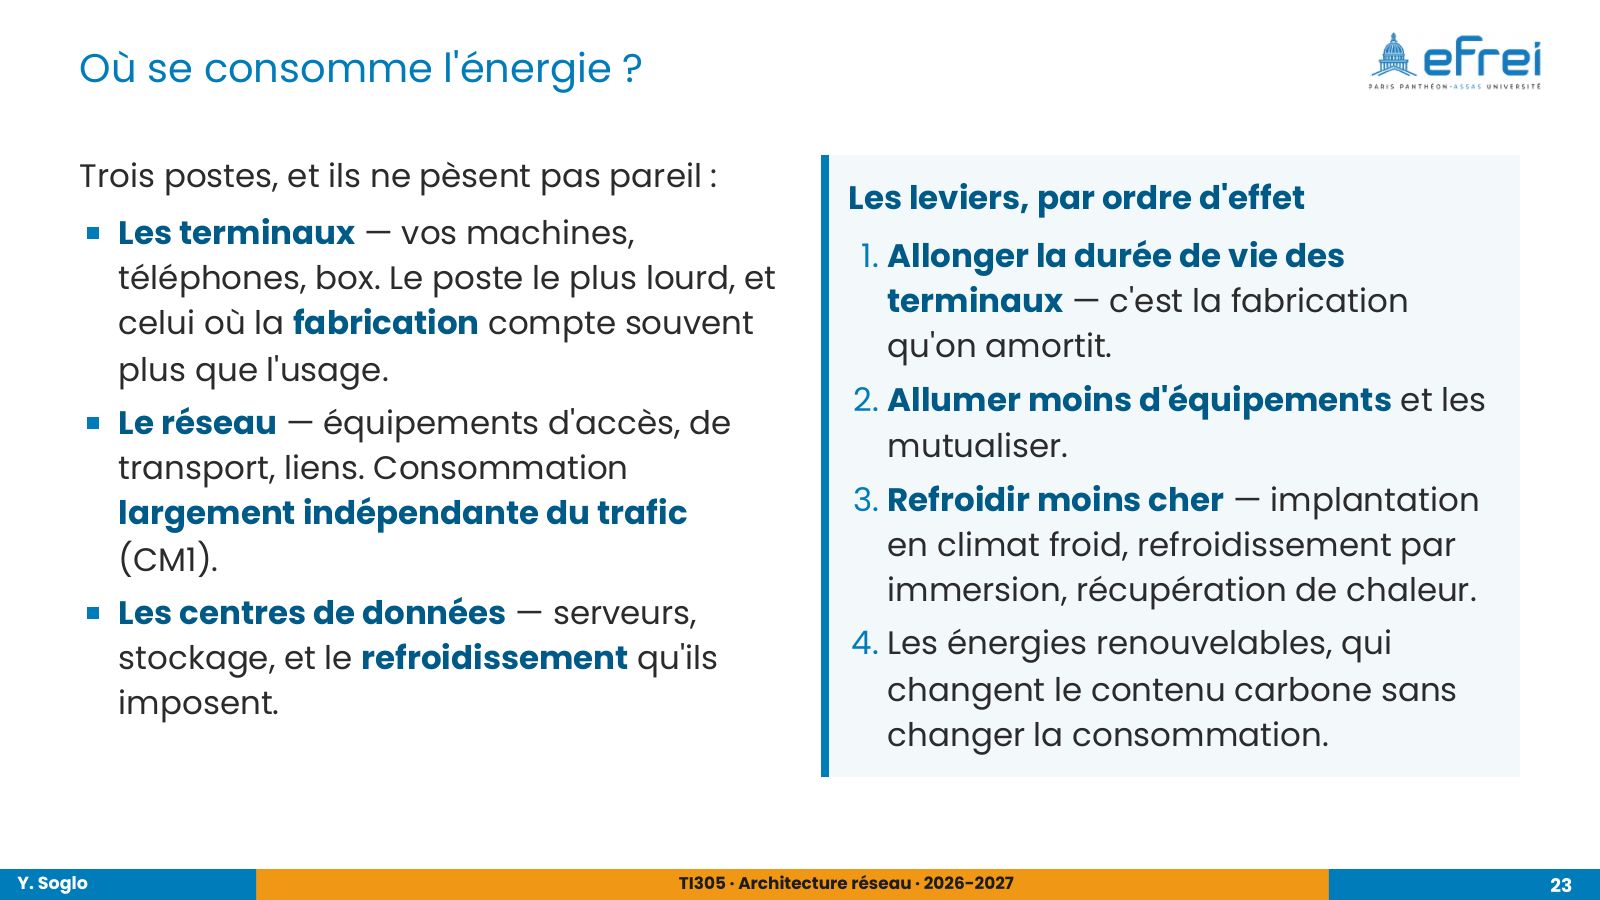 Où se consomme l'énergie ?
efrei
PARIS PANTHÉON-ASSAS UNIVERSITÉ
Trois postes, et ils ne pèsent pas pareil :
Les terminaux — vos machines,
téléphones, box. Le poste le plus lourd, et
celui où la fabrication compte souvent
plus que l'usage.
Le réseau — équipements d'accès, de
transport, liens. Consommation
largement indépendante du trafic
(CM1).
Les centres de données — serveurs,
stockage, et le refroidissement qu'ils
imposent.
Les leviers, par ordre d'effet
1. Allonger la durée de vie des
terminaux — c'est la fabrication
qu'on amortit.
2. Allumer moins d'équipements et les
mutualiser.
3. Refroidir moins cher — implantation
en climat froid, refroidissement par
immersion, récupération de chaleur.
4. Les énergies renouvelables, qui
changent le contenu carbone sans
changer la consommation.
Y. Soglo
TI305 · Architecture réseau · 2026-2027
23